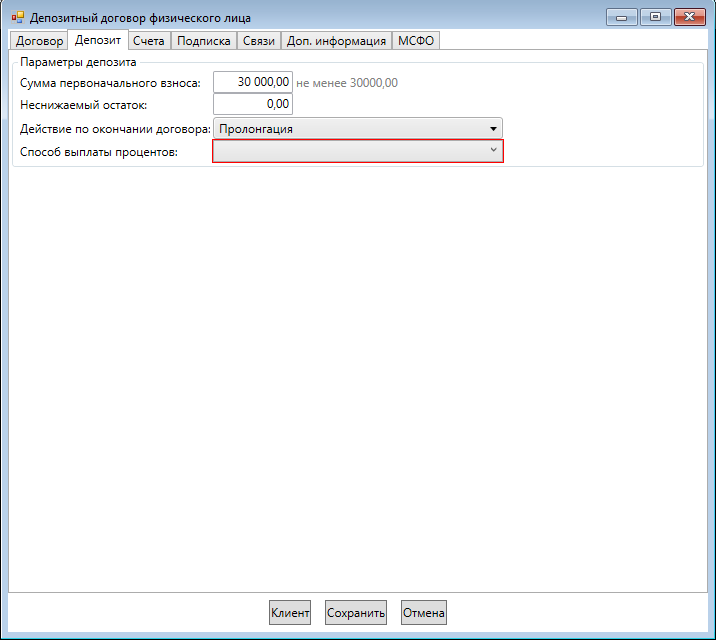 Депозитный договор физического лица
Договор Депозит Счета Подписка Связи Доп. информация МСФО
Параметры депозита
Сумма первоначального взноса: 30 000,00 не менее 30000,00
Неснижаемый остаток: 0,00
Действие по окончании договора: Пролонгация
Способ выплаты процентов:
Клиент Сохранить Отмена